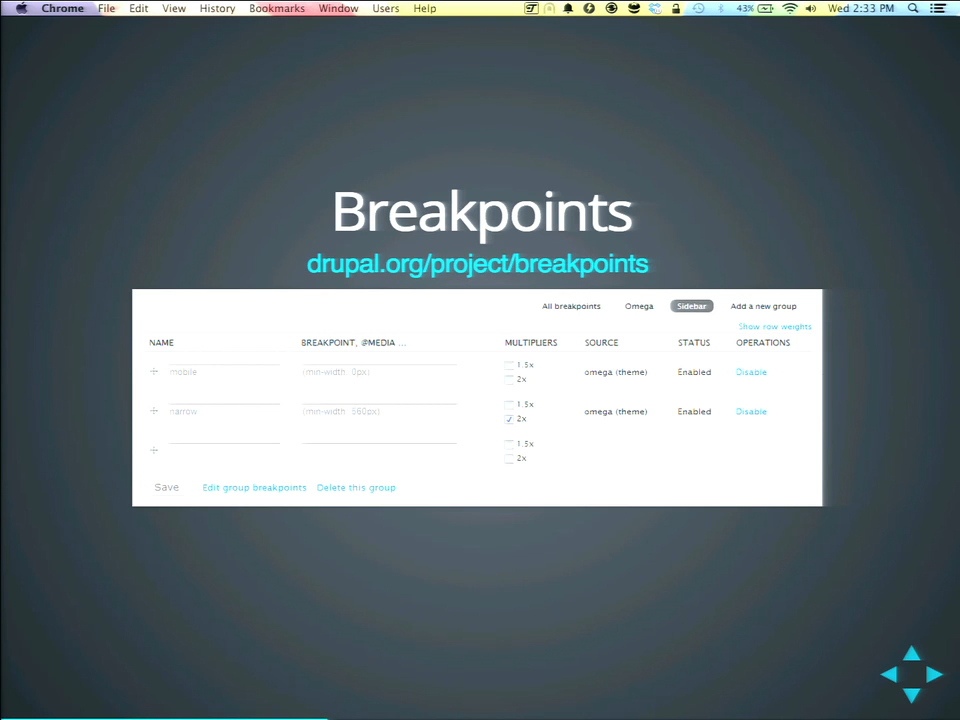 Chrome File Edit View History Bookmarks Window Users Help 43% Wed 2:33 PM
Breakpoints
drupal.org/project/breakpoints
All breakpoints Omega Sidebar Add a new group
Show row weights
NAME BREAKPOINT, @MEDIA ... MULTIPLIERS SOURCE STATUS OPERATIONS
1.5x
mobile (min-width: 0px) 2x omega (theme) Enabled Disable
1.5x
narrow (min-width: 560px) 2x omega (theme) Enabled Disable
1.5x
2x
Save Edit group breakpoints Delete this group